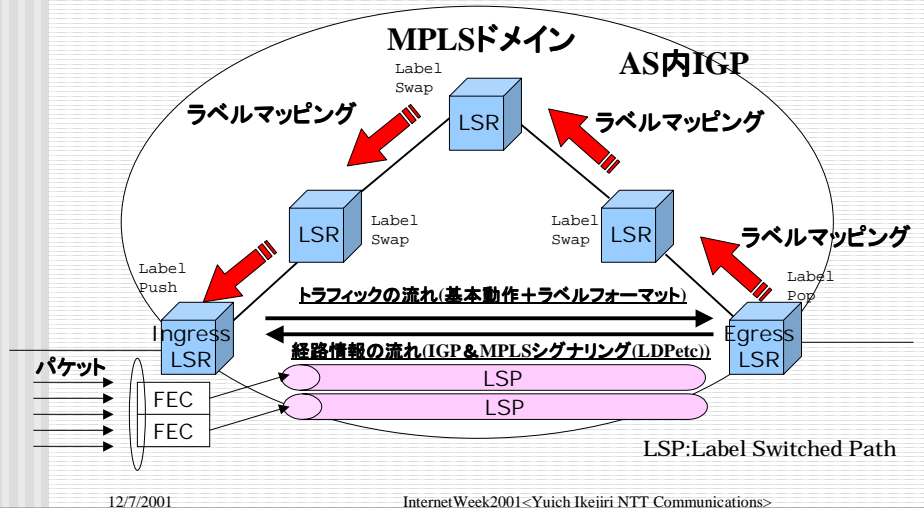 MPLSドメイン
AS内IGP
Label
Swap
ラベルマッピング
LSR
ラベルマッピング
LSR
Label
Swap
Label
Swap
LSR
ラベルマッピング
Label
Push
Label
Pop
トラフィックの流れ(基本動作＋ラベルフォーマット)
Ingress
LSR
Egress
LSR
経路情報の流れ(IGP＆MPLSシグナリング(LDPetc))
パケット
LSP
FEC
LSP
FEC
LSP:Label Switched Path
12/7/2001
InternetWeek2001<Yuich Ikejiri NTT Communications>